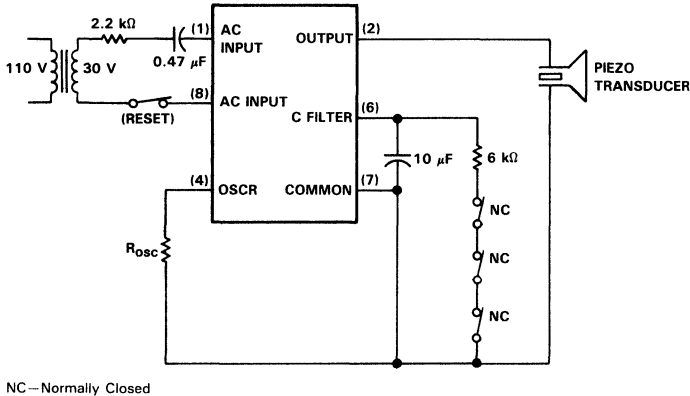 2.2 kΩ
(1)
AC
INPUT
OUTPUT
(2)
110 V
30 V
0.47 µF
PIEZO
TRANSDUCER
(8)
AC INPUT
(RESET)
C FILTER
(6)
10 µF
6 kΩ
(4)
OSCR
COMMON
(7)
NC
ROSC
NC
NC
NC—Normally Closed